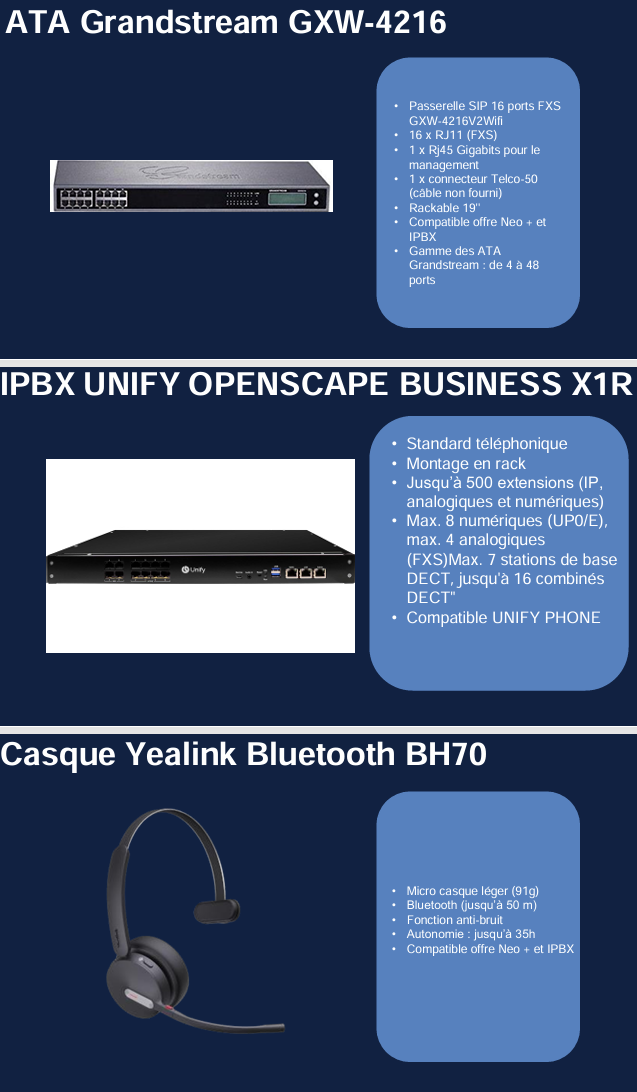 ATA Grandstream GXW-4216
• Passerelle SIP 16 ports FXS
GXW-4216V2Wifi
• 16 x RJ11 (FXS)
• 1 x Rj45 Gigabits pour le
management
• 1 x connecteur Telco-50
(câble non fourni)
• Rackable 19''
• Compatible offre Neo + et
IPBX
• Gamme des ATA
Grandstream : de 4 à 48
ports
Grandstream
IPBX UNIFY OPENSCAPE BUSINESS X1R
• Standard téléphonique
• Montage en rack
• Jusqu'à 500 extensions (IP,
analogiques et numériques)
• Max. 8 numériques (UP0/E),
max. 4 analogiques
(FXS)Max. 7 stations de base
DECT, jusqu'à 16 combinés
DECT"
• Compatible UNIFY PHONE
Unify
Casque Yealink Bluetooth BH70
• Micro casque léger (91g)
• Bluetooth (jusqu'à 50 m)
• Fonction anti-bruit
• Autonomie : jusqu'à 35h
• Compatible offre Neo + et IPBX